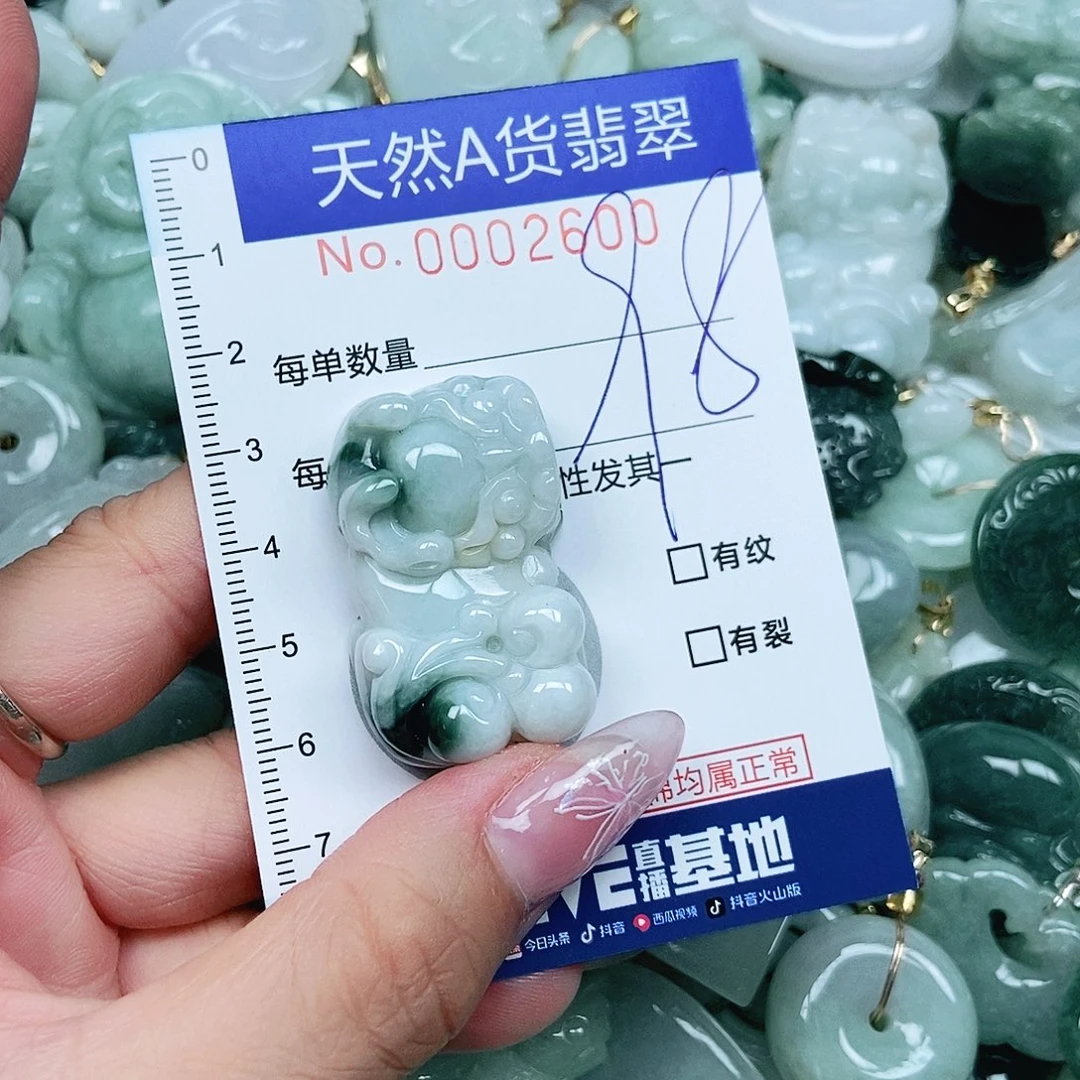 天然A货翡翠
No.0002600
98
每单数量
每 性发其一
有纹
有裂
均属正常
直播基地
今日头条 抖音 西瓜视频 抖音火山版
0
1
2
3
4
5
6
7